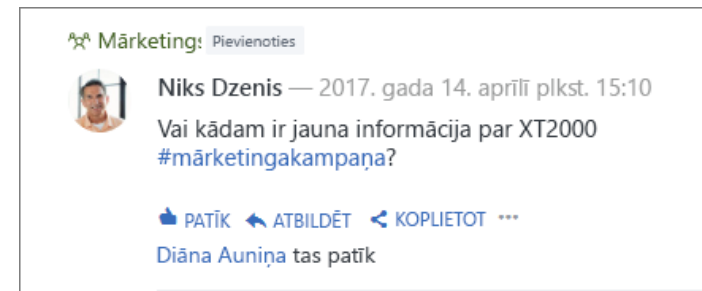 Mārketings Pievienoties
Niks Dzenis — 2017. gada 14. aprīlī plkst. 15:10
Vai kādam ir jauna informācija par XT2000
#mārketingakampaņa?
PATĪK ATBILDĒT KOPLIETOT ···
Diāna Auniņa tas patīk